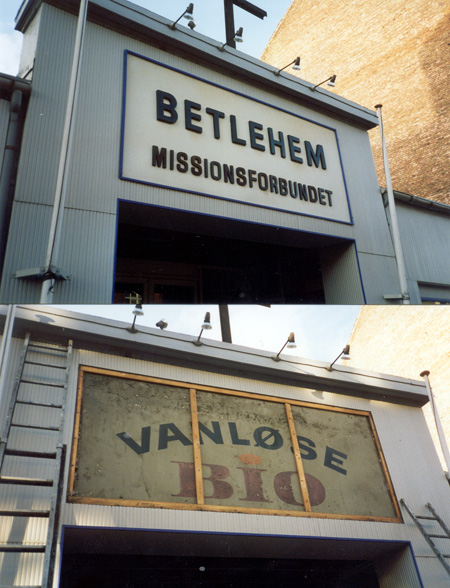 BETLEHEM
MISSIONSFORBUNDET
VANLØSE
BIO